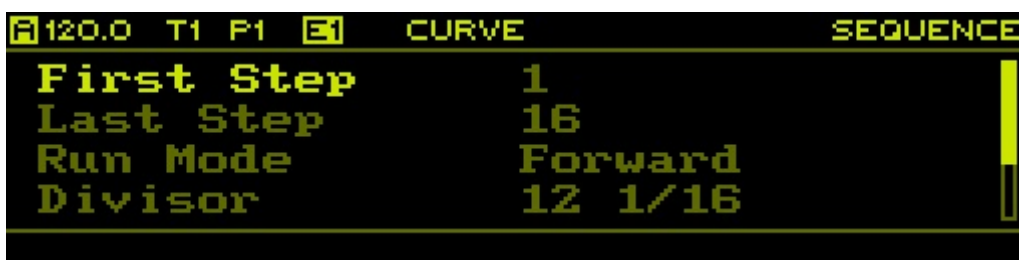 A 120.0 T1 P1 E1 CURVE SEQUENCE
First Step 1
Last Step 16
Run Mode Forward
Divisor 12 1/16